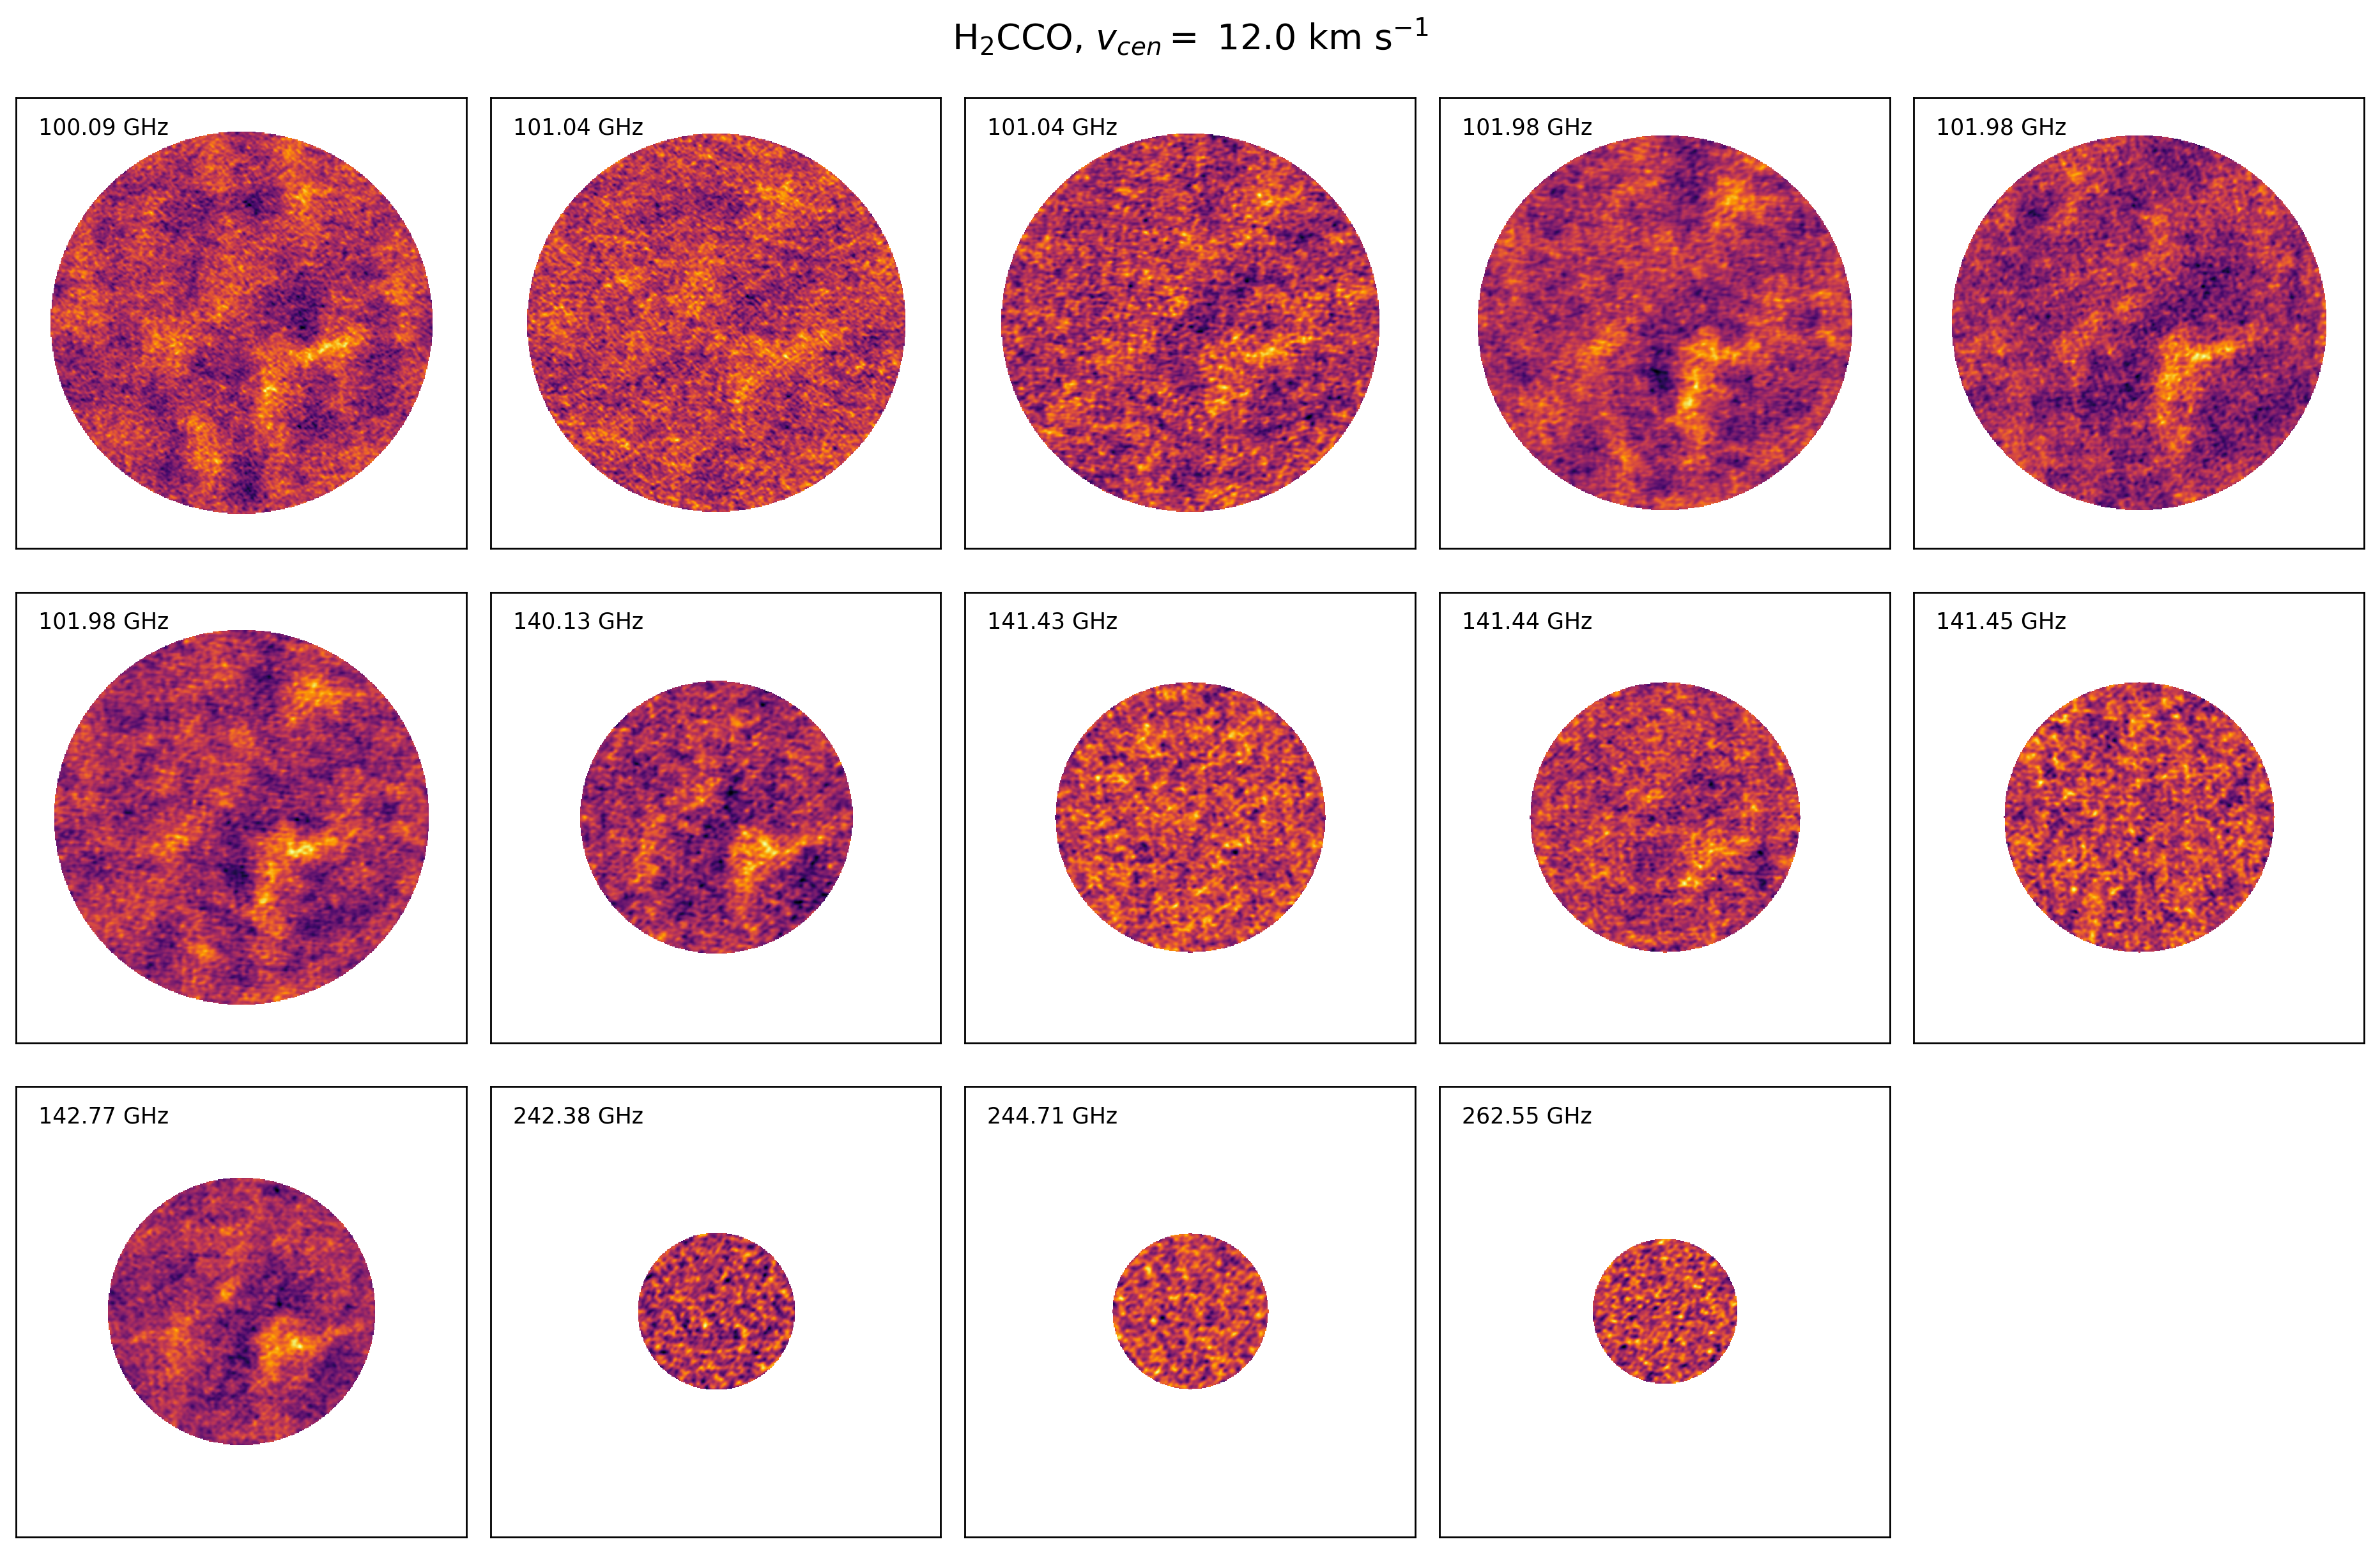 H₂CCO, v_cen = 12.0 km s⁻¹
100.09 GHz
101.04 GHz
101.04 GHz
101.98 GHz
101.98 GHz
101.98 GHz
140.13 GHz
141.43 GHz
141.44 GHz
141.45 GHz
142.77 GHz
242.38 GHz
244.71 GHz
262.55 GHz